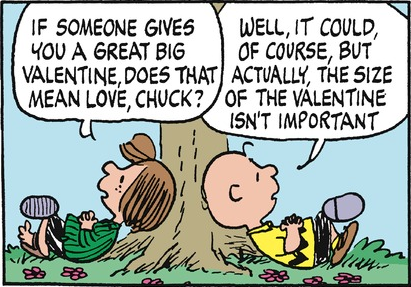 IF SOMEONE GIVES
YOU A GREAT BIG
VALENTINE, DOES THAT
MEAN LOVE, CHUCK?
WELL, IT COULD,
OF COURSE, BUT
ACTUALLY, THE SIZE
OF THE VALENTINE
ISN'T IMPORTANT